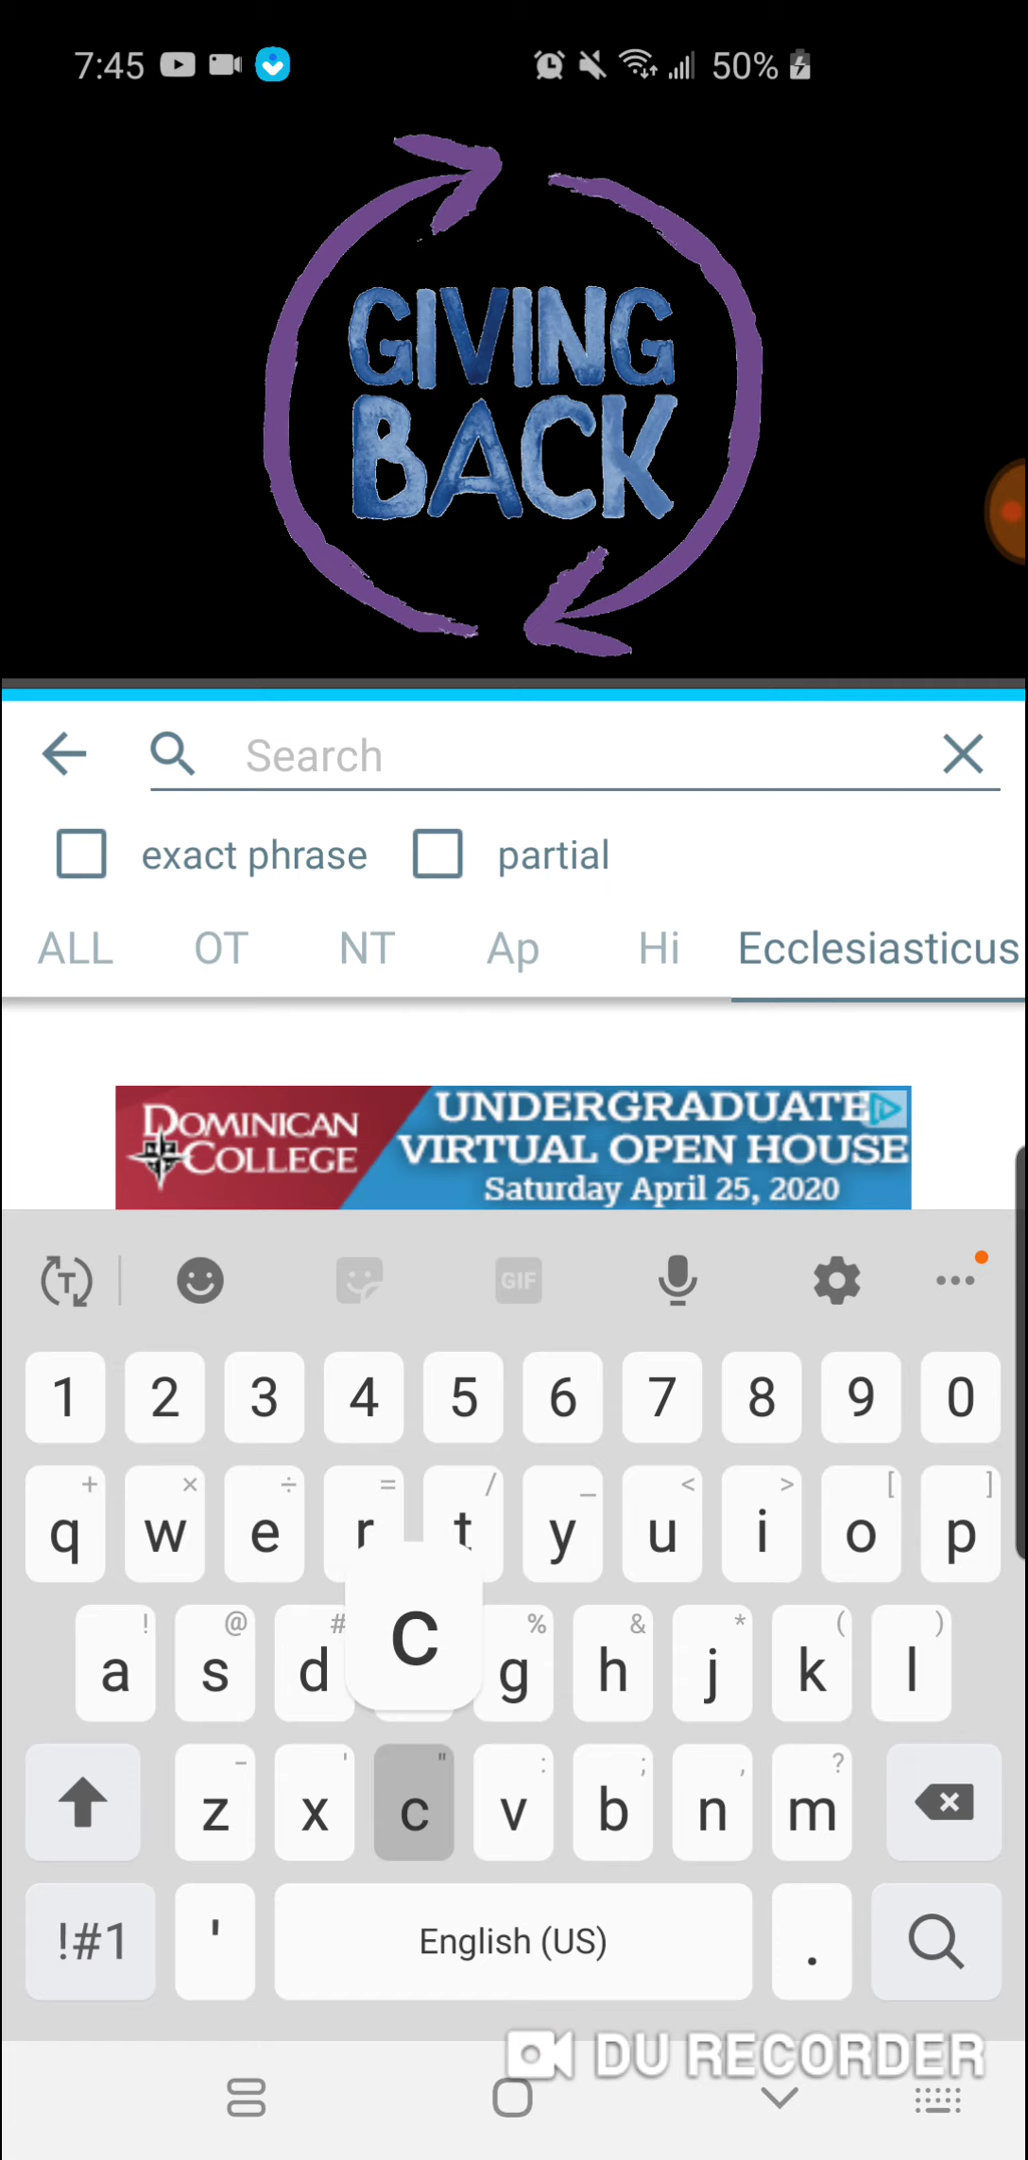 7:45 50%
GIVING
BACK
Search
exact phrase partial
ALL OT NT Ap Hi Ecclesiasticus
DOMINICAN
COLLEGE
UNDERGRADUATE
VIRTUAL OPEN HOUSE
Saturday April 25, 2020
T GIF ...
1 2 3 4 5 6 7 8 9 0
+ × ÷ = / _ < > [ ]
q w e r t y u i o p
! @ # % & * ( )
a s d c g h j k l
- ' " : ; , ?
z x c v b n m
!#1 ' English (US) .
DU RECORDER